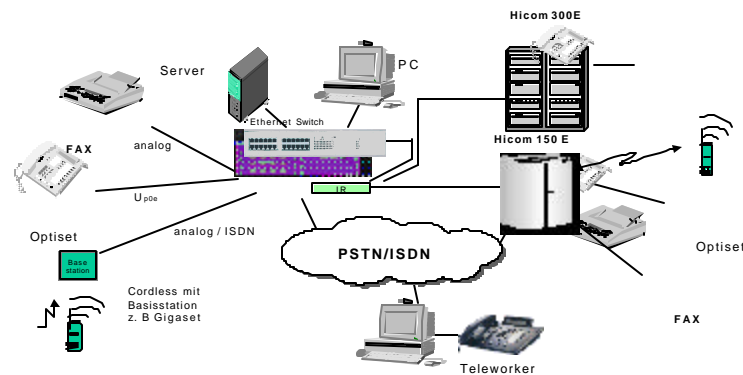 Hicom 300E
Server
PC
Ethernet Switch
analog
FAX
Hicom 150 E
IR
Up0e
Optiset
analog / ISDN
PSTN/ISDN
Optiset
Base
station
Cordless mit
Basisstation
z. B Gigaset
FAX
Teleworker